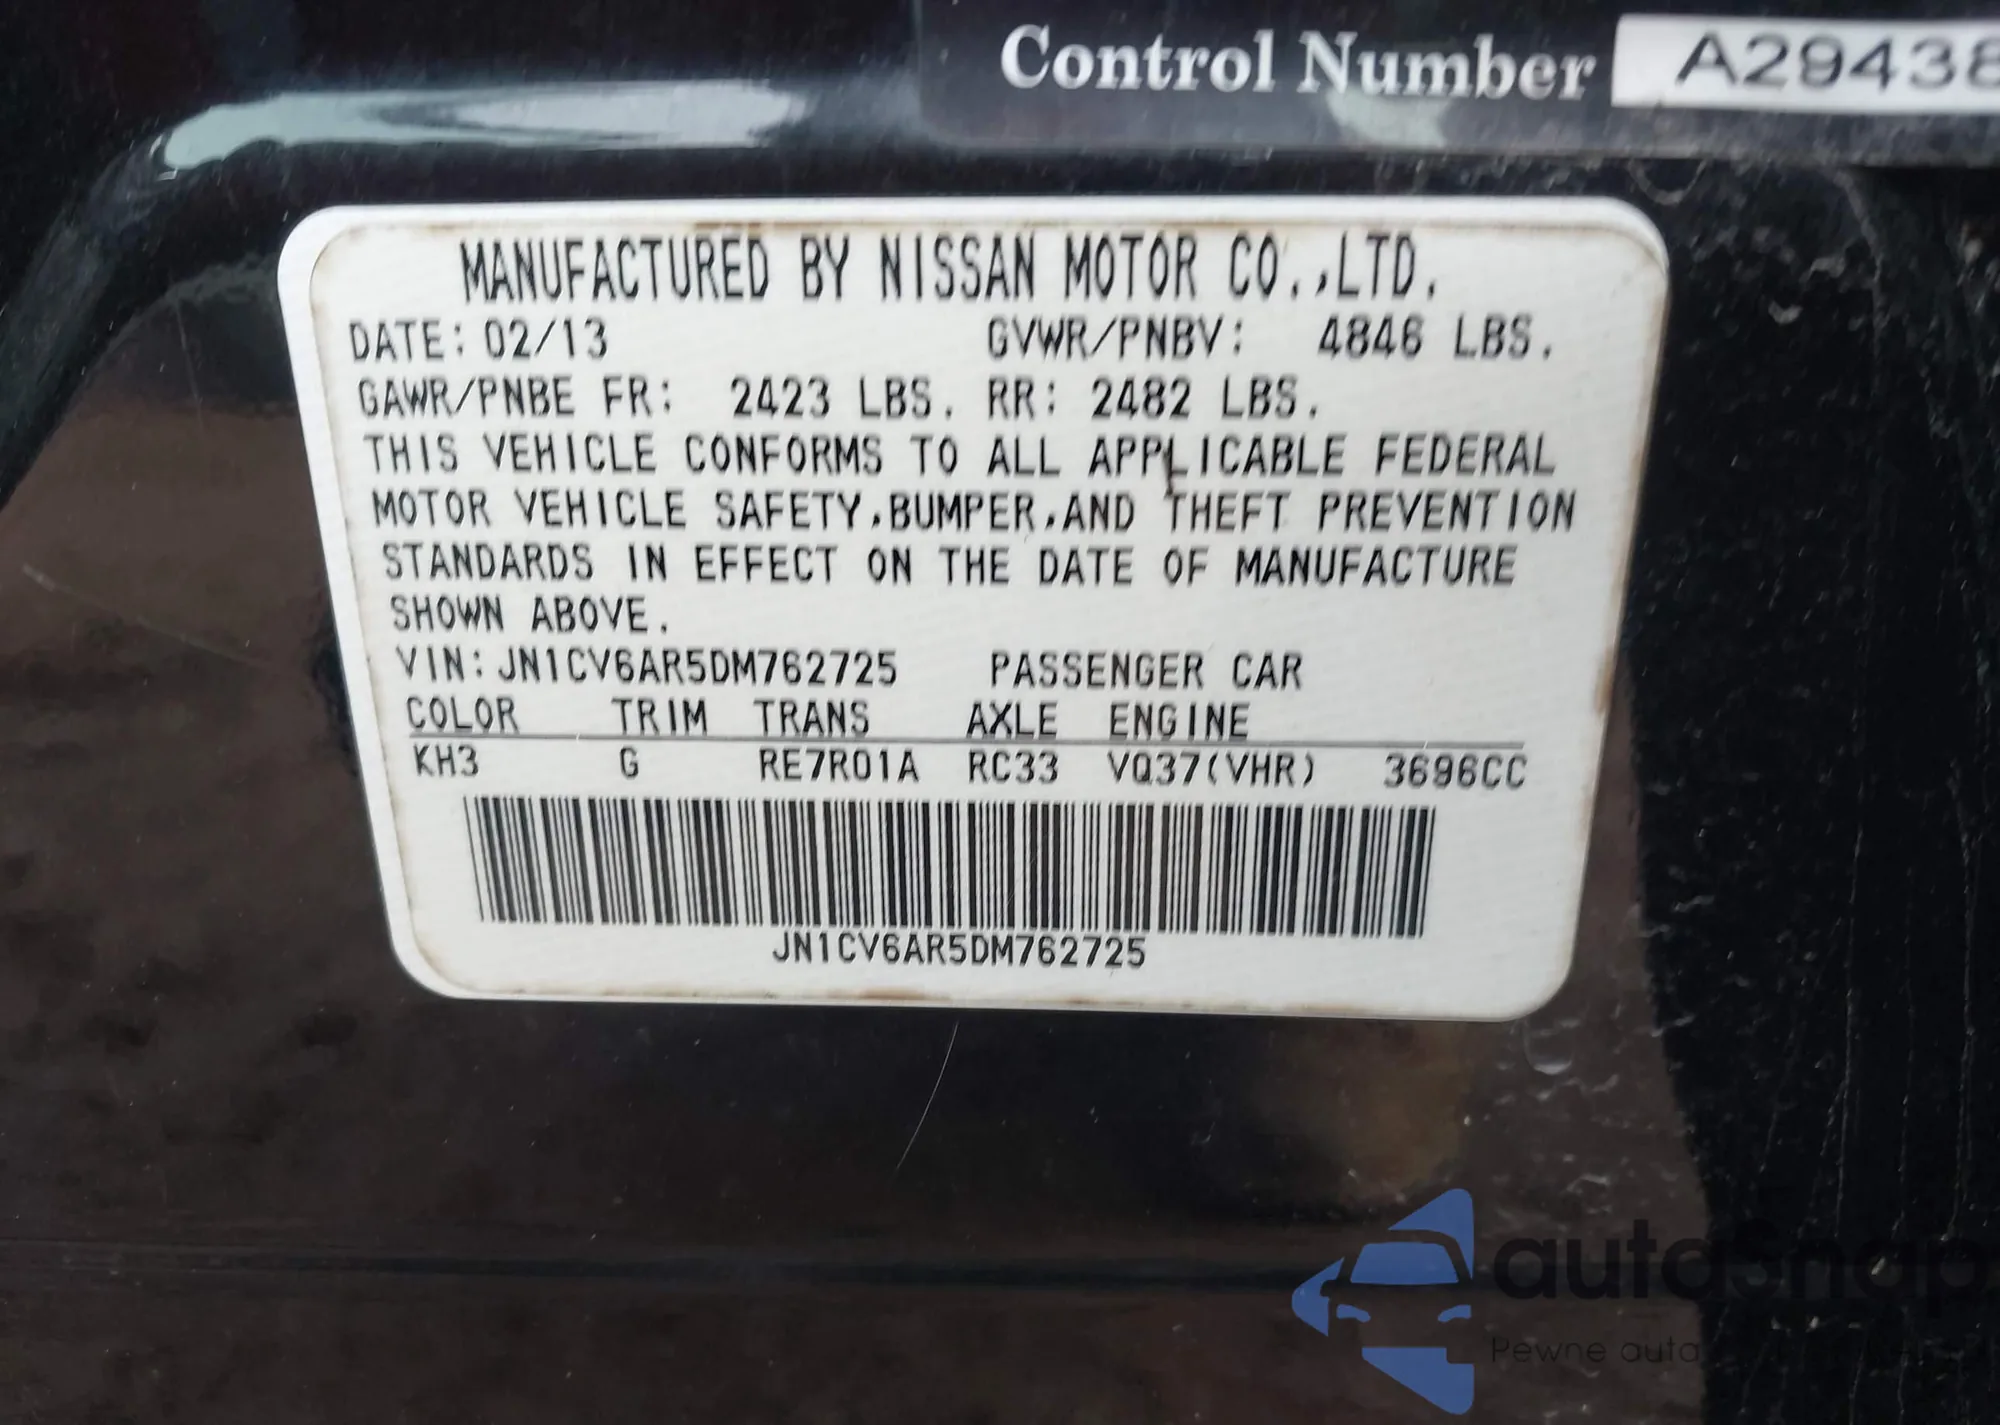 Control Number A29438
MANUFACTURED BY NISSAN MOTOR CO.,LTD.
DATE: 02/13 GVWR/PNBV: 4846 LBS.
GAWR/PNBE FR: 2423 LBS. RR: 2482 LBS.
THIS VEHICLE CONFORMS TO ALL APPLICABLE FEDERAL
MOTOR VEHICLE SAFETY,BUMPER,AND THEFT PREVENTION
STANDARDS IN EFFECT ON THE DATE OF MANUFACTURE
SHOWN ABOVE.
VIN: JN1CV6AR5DM762725 PASSENGER CAR
COLOR TRIM TRANS AXLE ENGINE
KH3 G RE7R01A RC33 VQ37(VHR) 3696CC
JN1CV6AR5DM762725
autosnap
Pewne auta